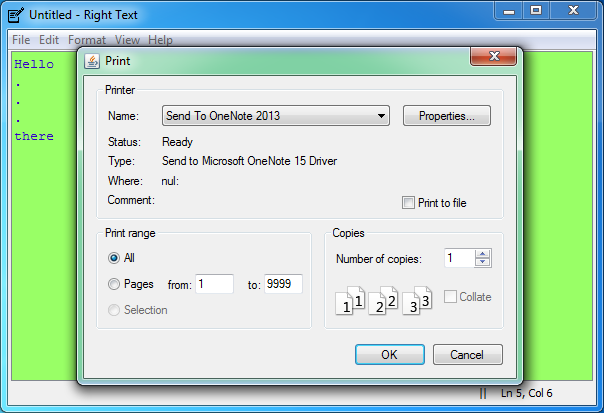 Untitled - Right Text
File Edit Format View Help
Hello
.
.
.
there
Print
Printer
Name: Send To OneNote 2013 Properties...
Status: Ready
Type: Send to Microsoft OneNote 15 Driver
Where: nul:
Comment:
Print to file
Print range
All
Pages from: 1 to: 9999
Selection
Copies
Number of copies: 1
1 1 2 2 3 3
Collate
OK Cancel
Ln 5, Col 6